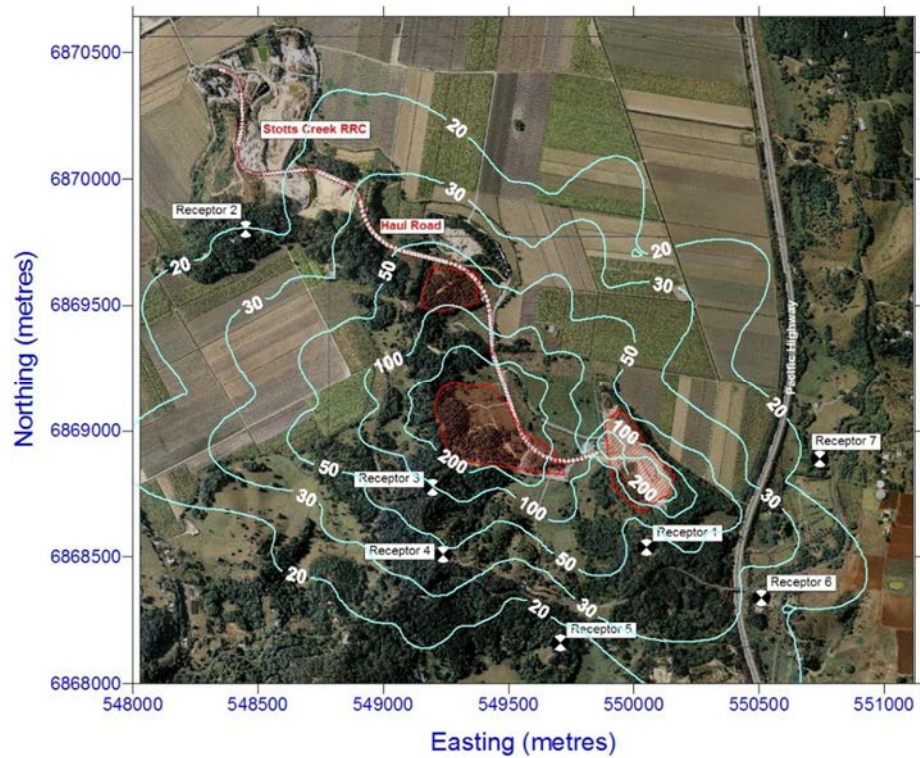 6870500
6870000
6869500
6869000
6868500
6868000
Northing (metres)
548000
548500
549000
549500
550000
550500
551000
Easting (metres)
Stotts Creek RRC
20
Receptor 2
30
Haul Road
20
20
50
30
30
Pacific Highway
100
50
20
100
Receptor 7
200
50
Receptor 3
200
30
100
Receptor 1
30
Receptor 4
50
20
30
Receptor 6
20
Receptor 5